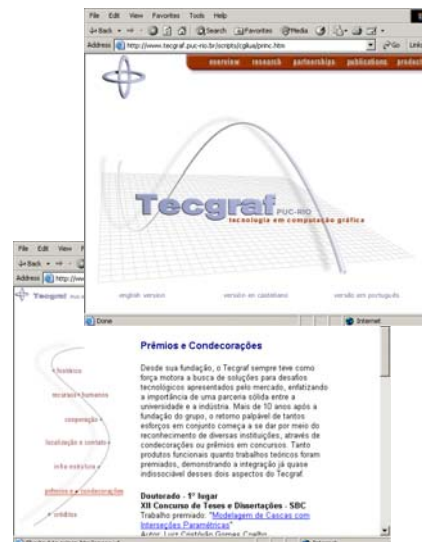 File Edit View Favorites Tools Help
Back Search Favorites Media
Address http://www.tecgraf.puc-rio.br/scripts/cgilua/princ.htm Go Links
overview research partnerships publications product
Tecgraf PUC-RIO
tecnologia em computação gráfica
english version versión en castellano versão em português
Done Internet
File Edit View
Back
Address http://ww
Tecgraf
histórico
recursos humanos
cooperação
localização e contato
infra estrutura
prêmios e condecorações
créditos
Prêmios e Condecorações
Desde sua fundação, o Tecgraf sempre teve como
força motora a busca de soluções para desafios
tecnológicos apresentados pelo mercado, enfatizando
a importância de uma parceria sólida entre a
universidade e a indústria. Mais de 10 anos após a
fundação do grupo, o retorno palpável de tantos
esforços em conjunto começa a se dar por meio do
reconhecimento de diversas instituições, através de
condecorações ou prêmios em concursos. Tanto
produtos funcionais quanto trabalhos teóricos foram
premiados, demonstrando a integração já quase
indissociável desses dois aspectos do Tecgraf.
Doutorado - 1º lugar
XII Concurso de Teses e Dissertações - SBC
Trabalho premiado: "Modelagem de Cascas com
Interseções Paramétricas"
Autor: Luiz Cristóvão Gomes Coelho